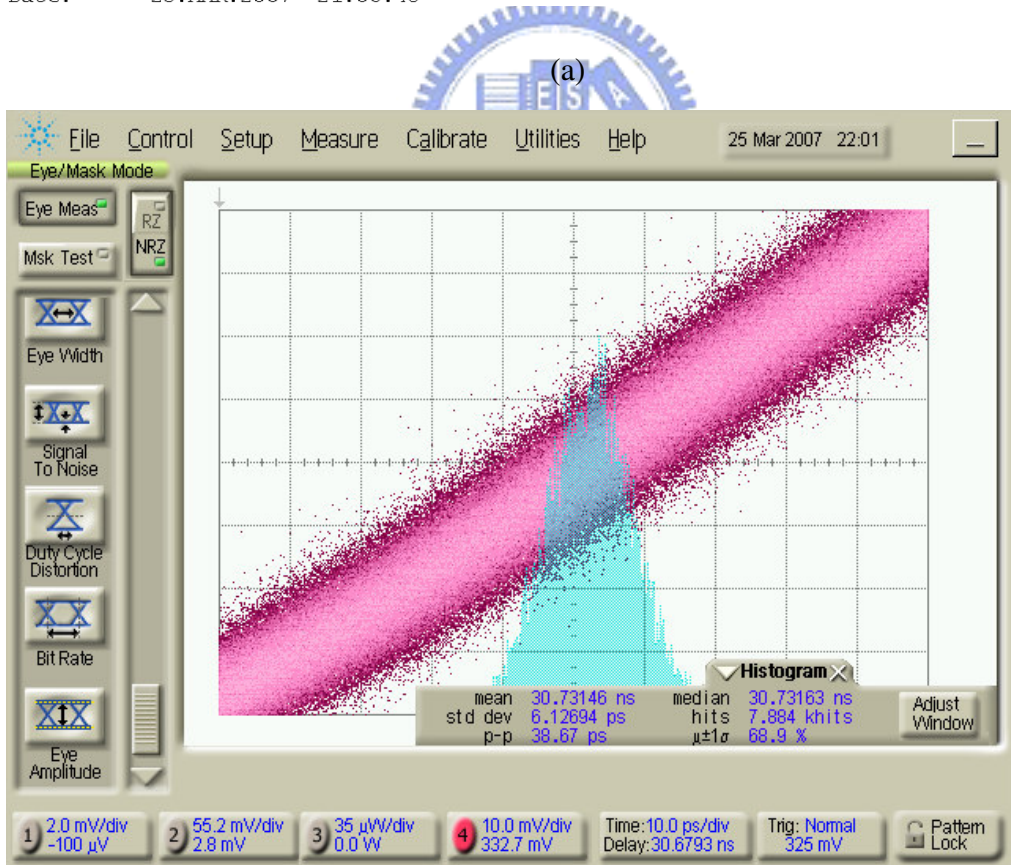 (a)
E S A
File Control Setup Measure Calibrate Utilities Help 25 Mar 2007 22:01
Eye/Mask Mode
Eye Meas
RZ
NRZ
Msk Test
Eye Width
Signal
To Noise
Duty Cycle
Distortion
Bit Rate
Eye
Amplitude
Histogram
mean 30.73146 ns median 30.73163 ns
std dev 6.12694 ps hits 7.884 khits
p-p 38.67 ps µ±1σ 68.9 %
Adjust
Window
1) 2.0 mV/div
-100 µV
2) 55.2 mV/div
2.8 mV
3) 35 µW/div
0.0 W
4) 10.0 mV/div
332.7 mV
Time:10.0 ps/div
Delay:30.6793 ns
Trig: Normal
325 mV
Pattern
Lock